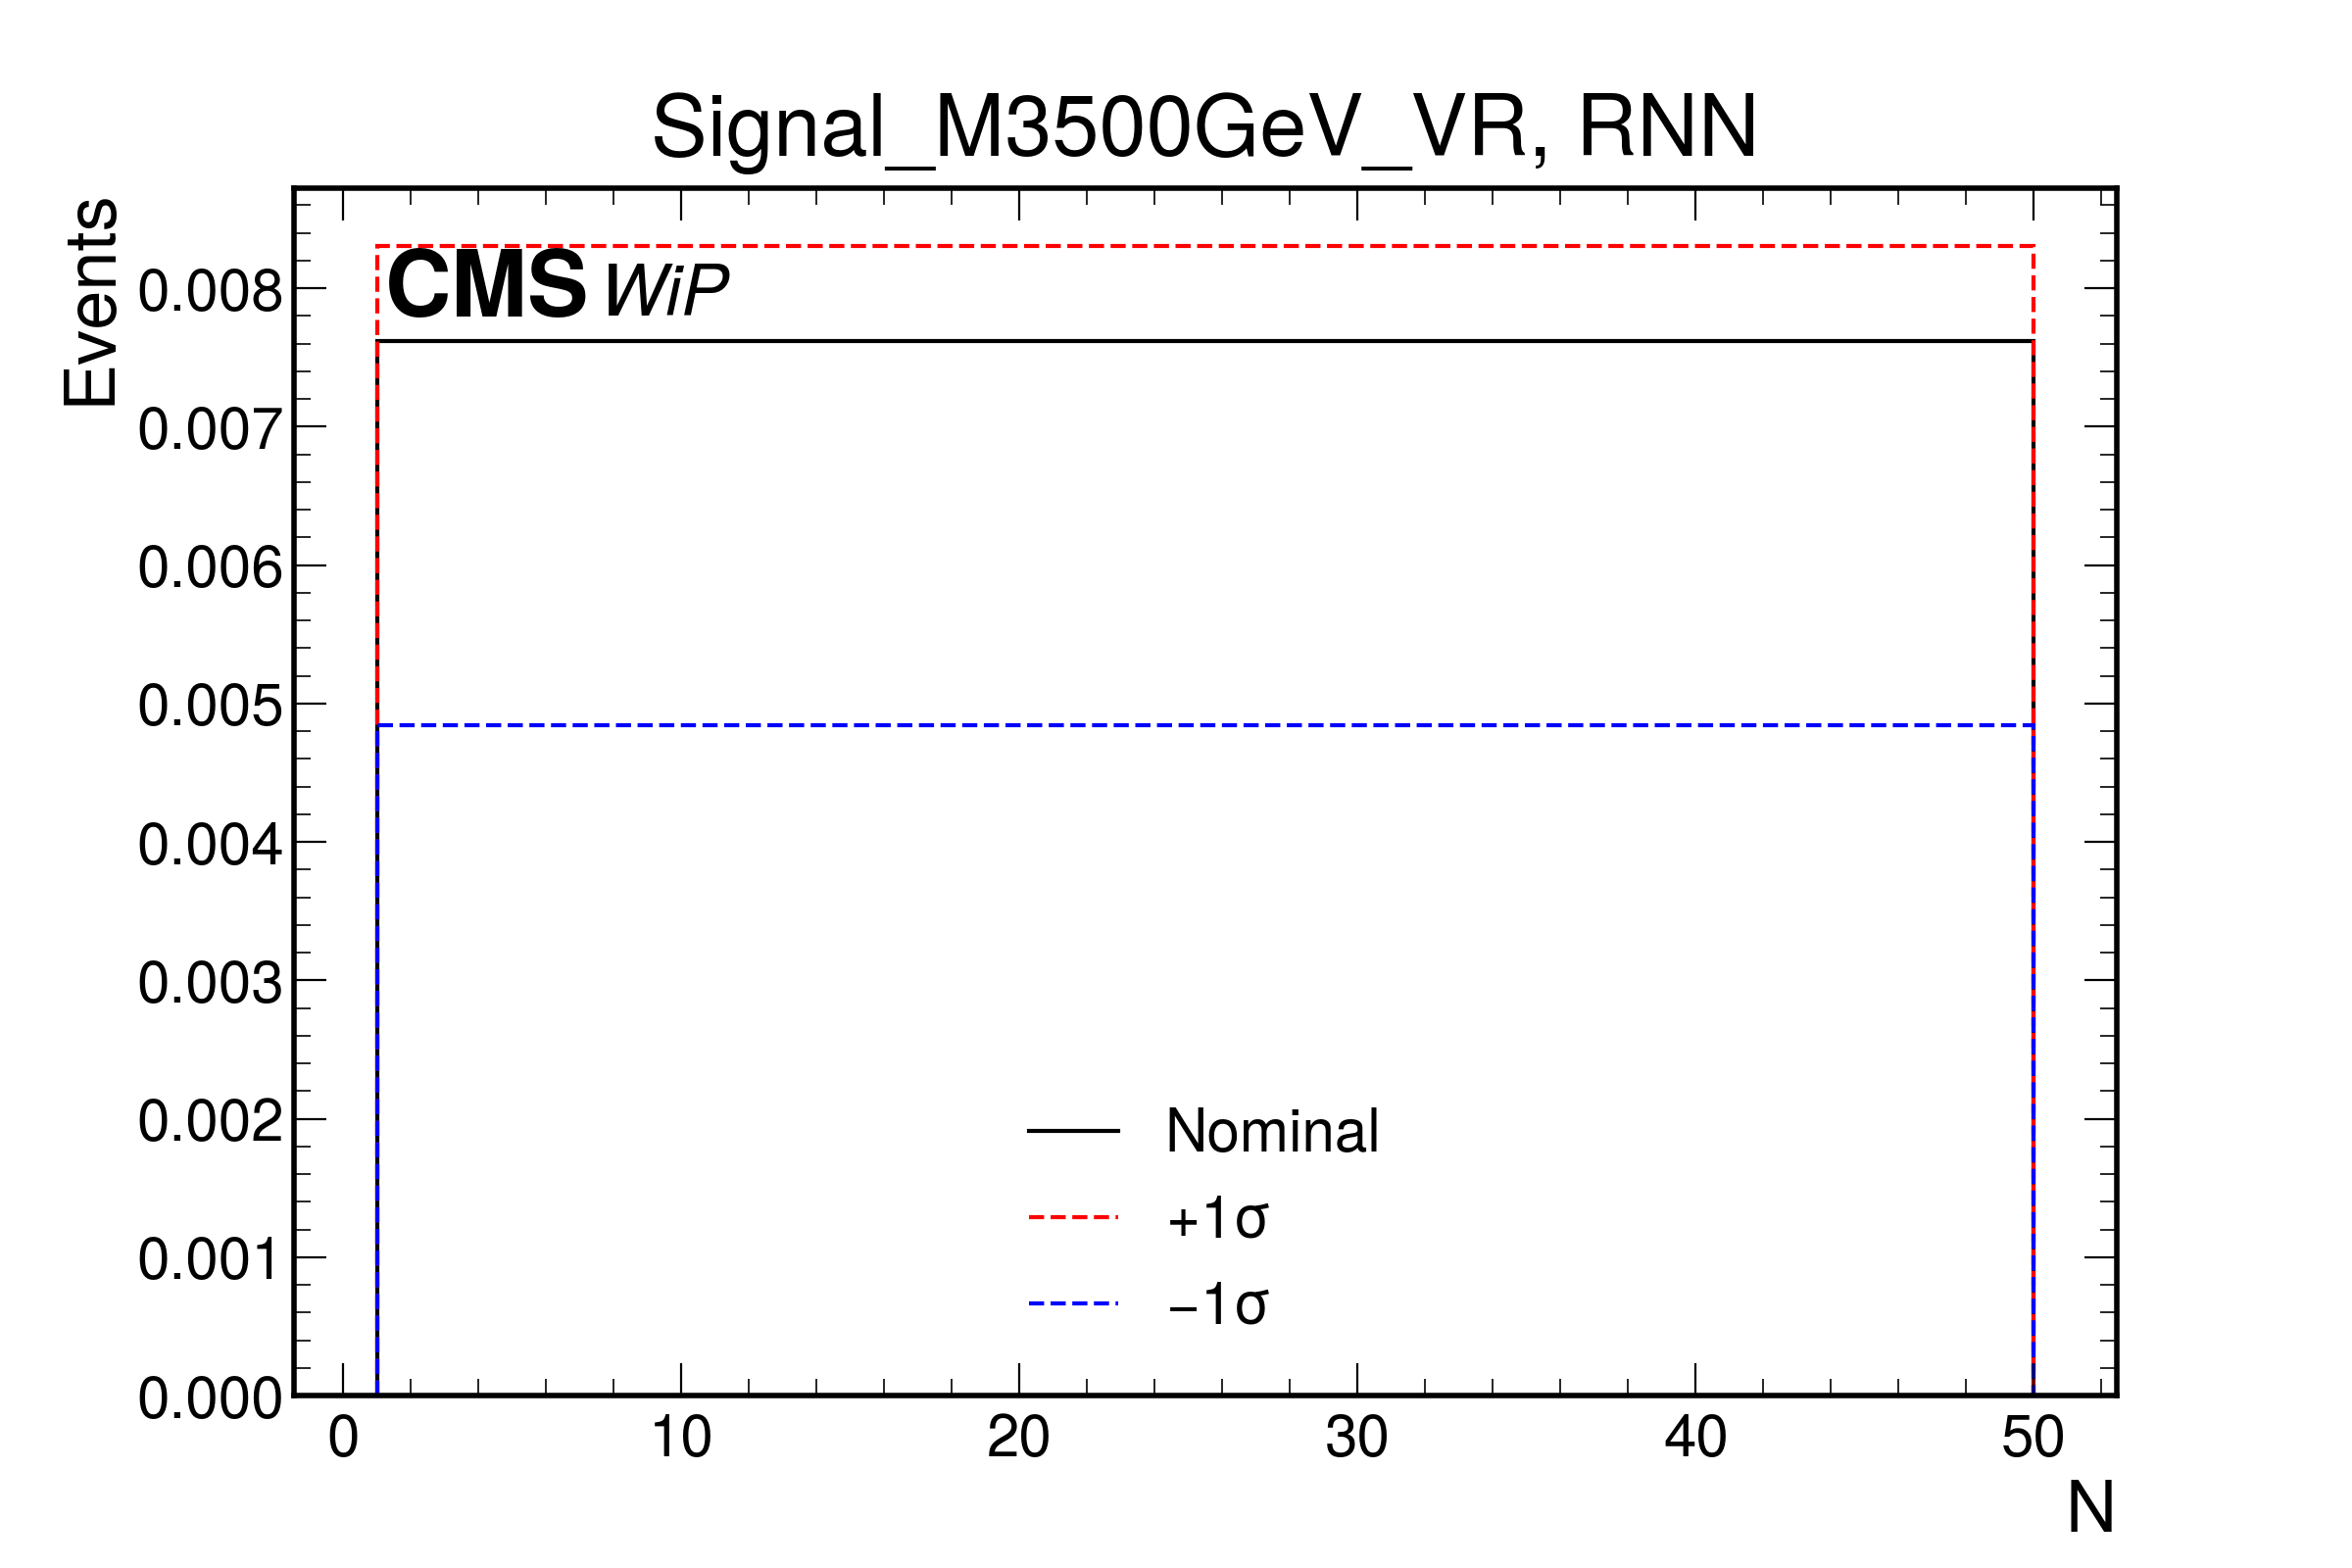 Signal_M3500GeV_VR, RNN
Events
CMS WiP
0.008
0.007
0.006
0.005
0.004
0.003
0.002
0.001
0.000
Nominal
+1σ
−1σ
0 10 20 30 40 50
N